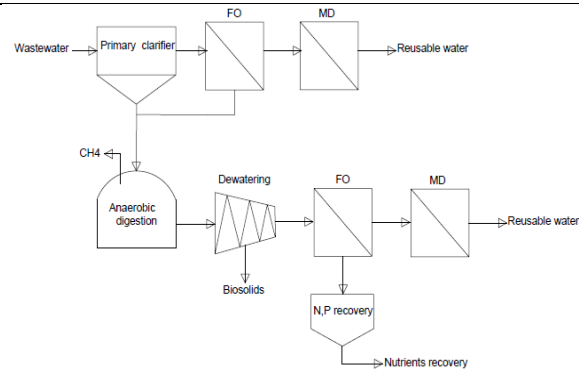 FO
MD
Wastewater
Primary clarifier
Reusable water
CH4
Anaerobic
digestion
Dewatering
FO
MD
Reusable water
Biosolids
N,P recovery
Nutrients recovery